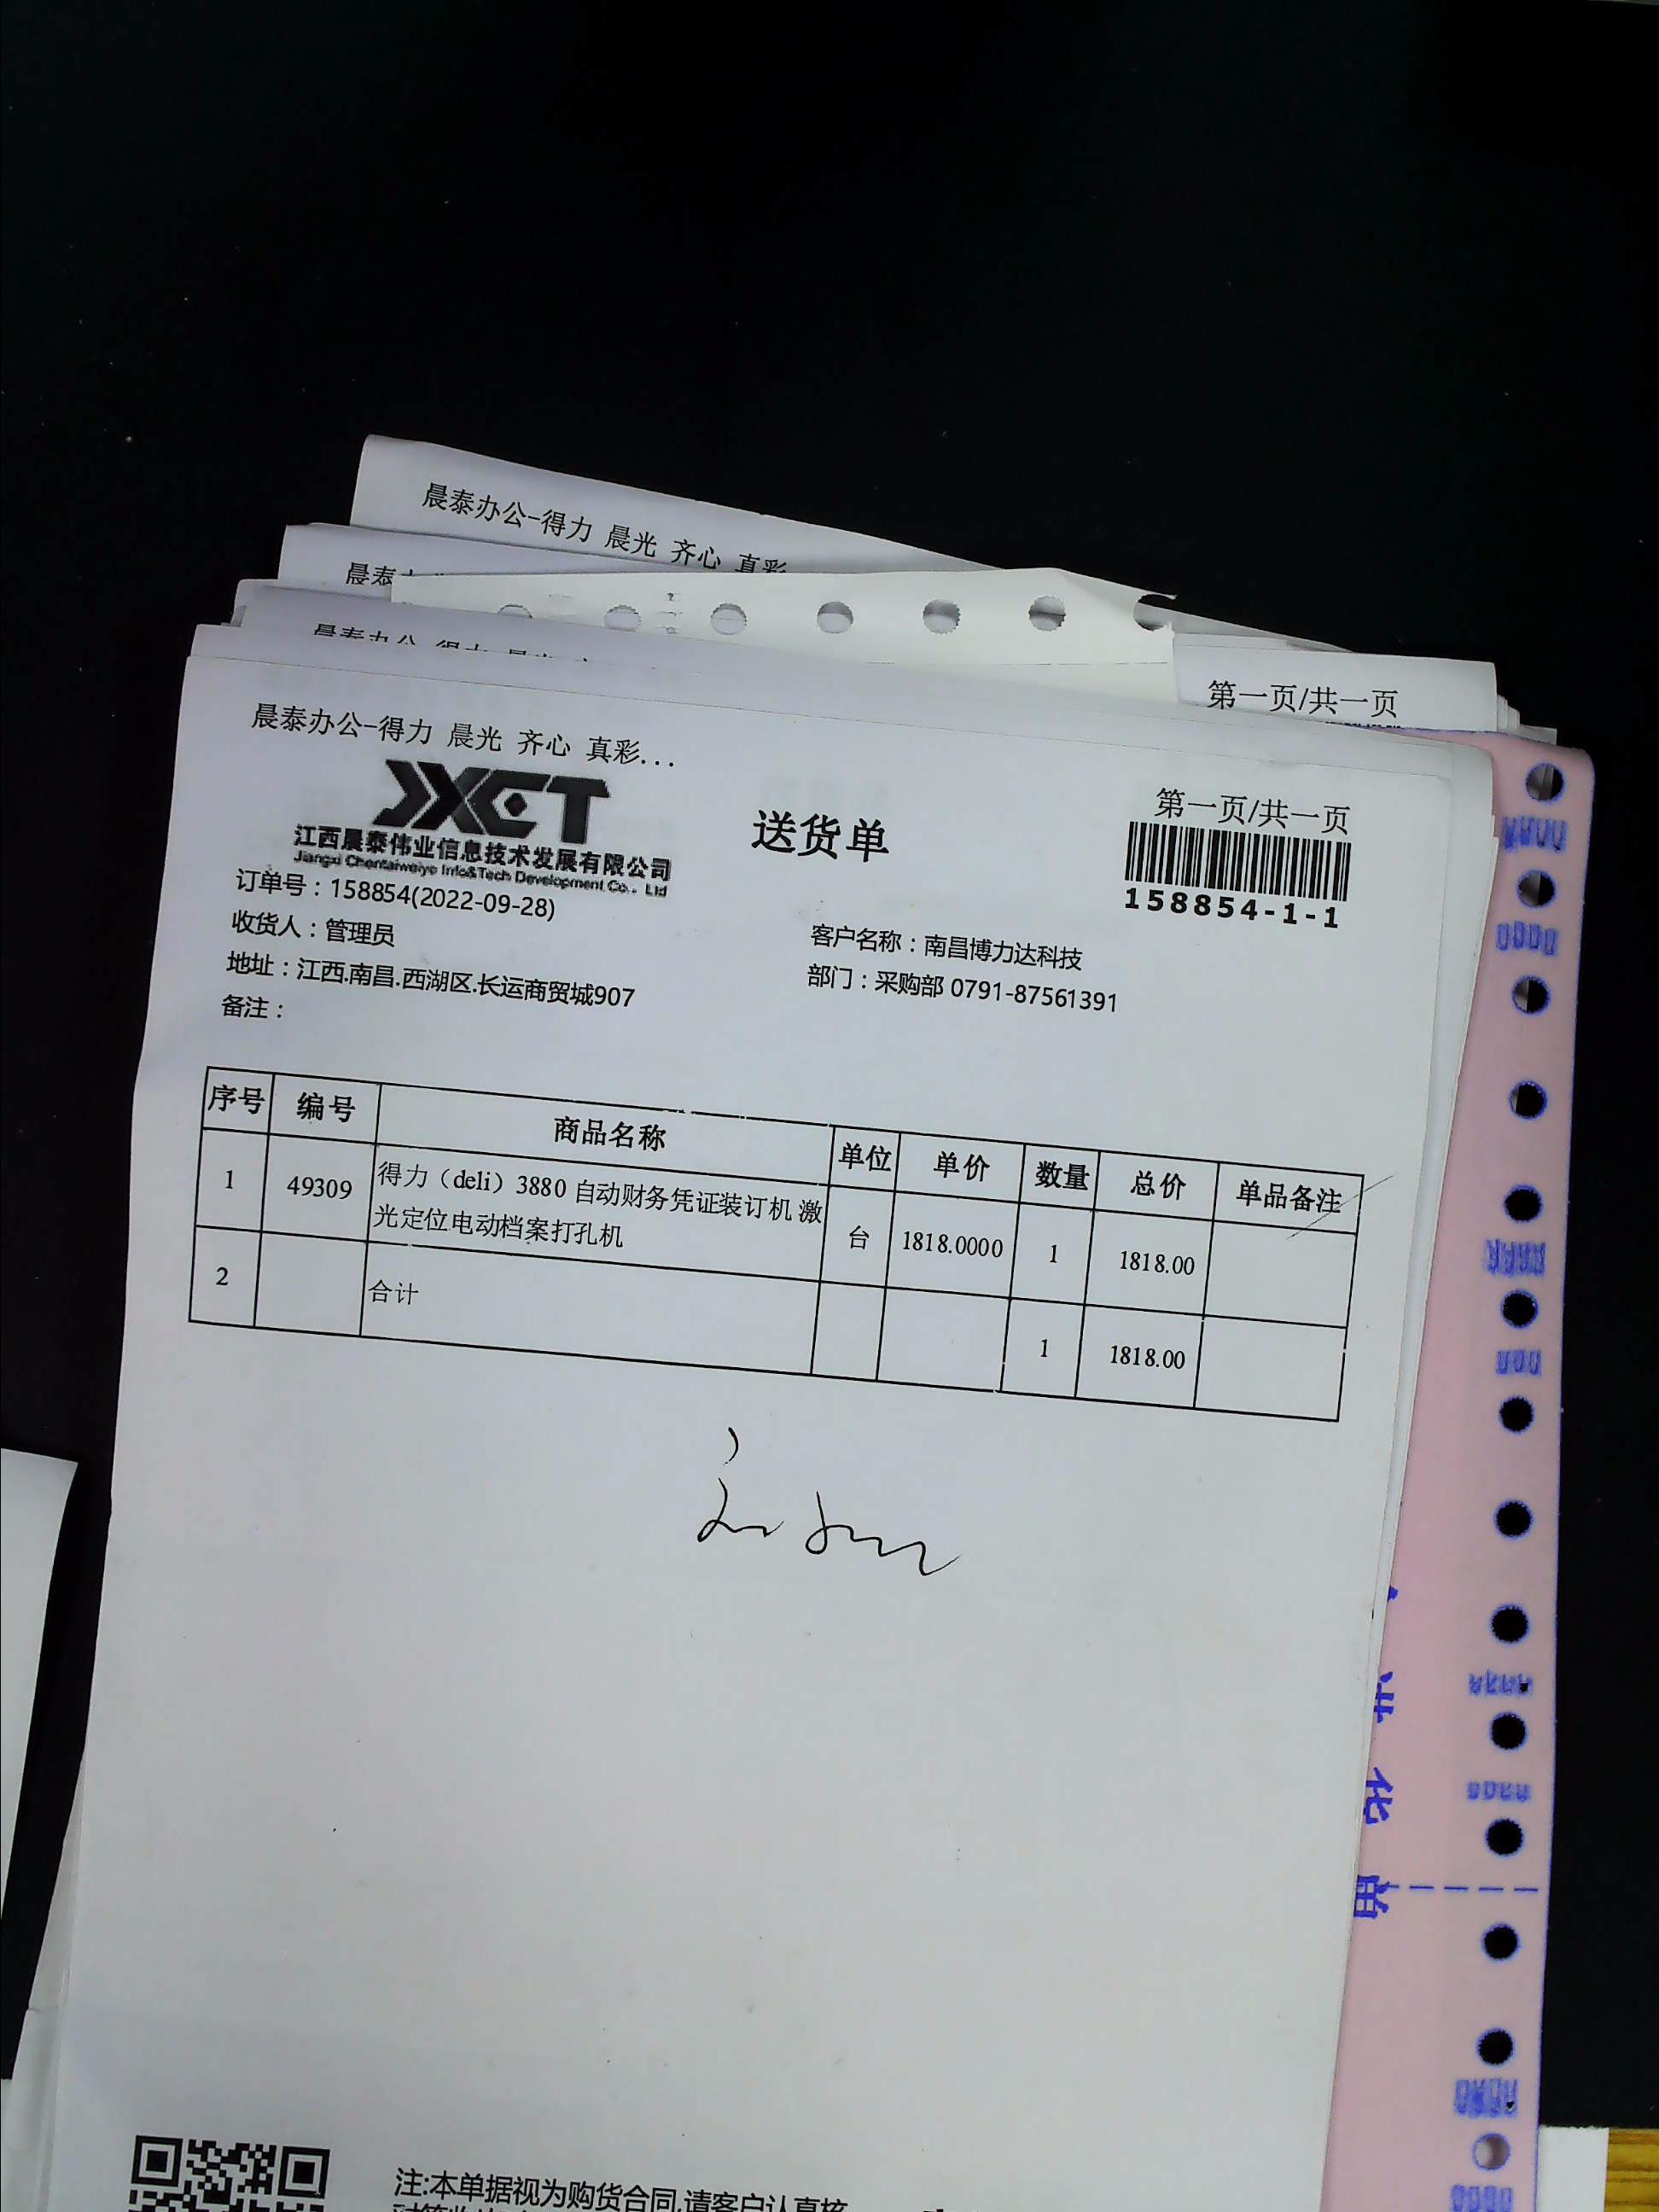 晨泰办公-得力 晨光 齐心 真彩
晨泰
第一页/共一页
晨泰办公-得力 晨光 齐心 真彩...
JXCT
江西晨泰伟业信息技术发展有限公司
Jiangxi Chentaiweiye Info&Tech Development Co.. Ltd
送货单
第一页/共一页
158854-1-1
订单号：158854(2022-09-28)
收货人：管理员
客户名称：南昌博力达科技
地址：江西.南昌.西湖区.长运商贸城907
部门：采购部 0791-87561391
备注：
序号 编号 商品名称 单位 单价 数量 总价 单品备注
1 49309 得力（deli）3880 自动财务凭证装订机 激
光定位电动档案打孔机 台 1818.0000 1 1818.00
2 合计 1 1818.00
注:本单据视为购货合同,请客户认真核